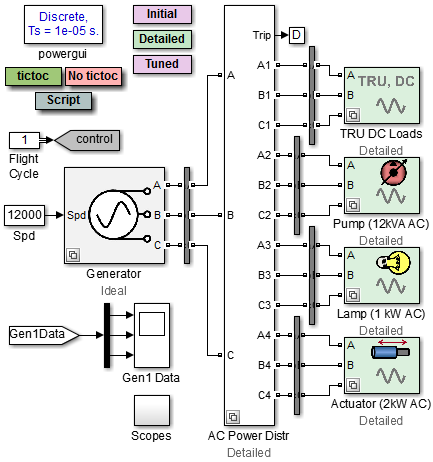 Discrete,
Ts = 1e-05 s.
powergui
Initial
Detailed
Tuned
tictoc
No tictoc
Script
1
Flight
Cycle
control
12000
Spd
Spd
A
B
C
Generator
Ideal
Gen1Data
Gen1 Data
Scopes
Trip
D
A
B
C
A1
B1
C1
A2
B2
C2
A3
B3
C3
A4
B4
C4
AC Power Distr
Detailed
A
B
C
TRU, DC
TRU DC Loads
Detailed
A
B
C
Pump (12kVA AC)
Detailed
A
B
Lamp (1 kW AC)
Detailed
A
B
C
Actuator (2kW AC)
Detailed